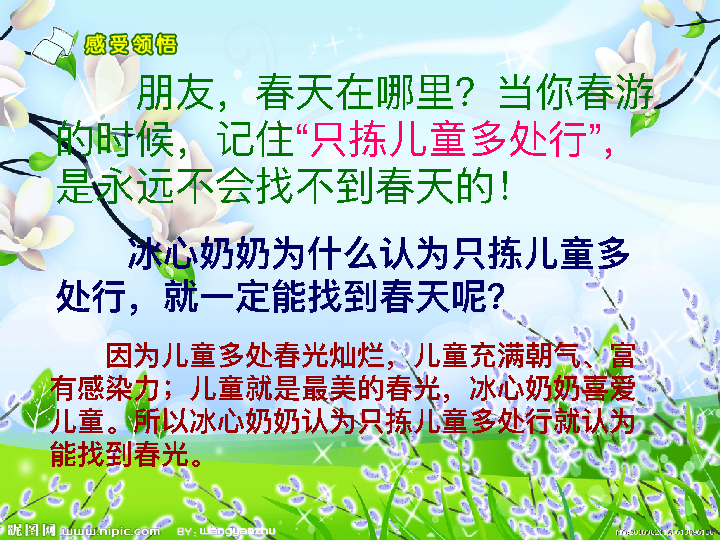 感受领悟
朋友，春天在哪里？当你春游
的时候，记住“只拣儿童多处行”，
是永远不会找不到春天的！
冰心奶奶为什么认为只拣儿童多
处行，就一定能找到春天呢？
因为儿童多处春光灿烂，儿童充满朝气、富
有感染力；儿童就是最美的春光，冰心奶奶喜爱
儿童。所以冰心奶奶认为只拣儿童多处行就认为
能找到春光。
昵图网 www.nipic.com BY: wangyanzhu